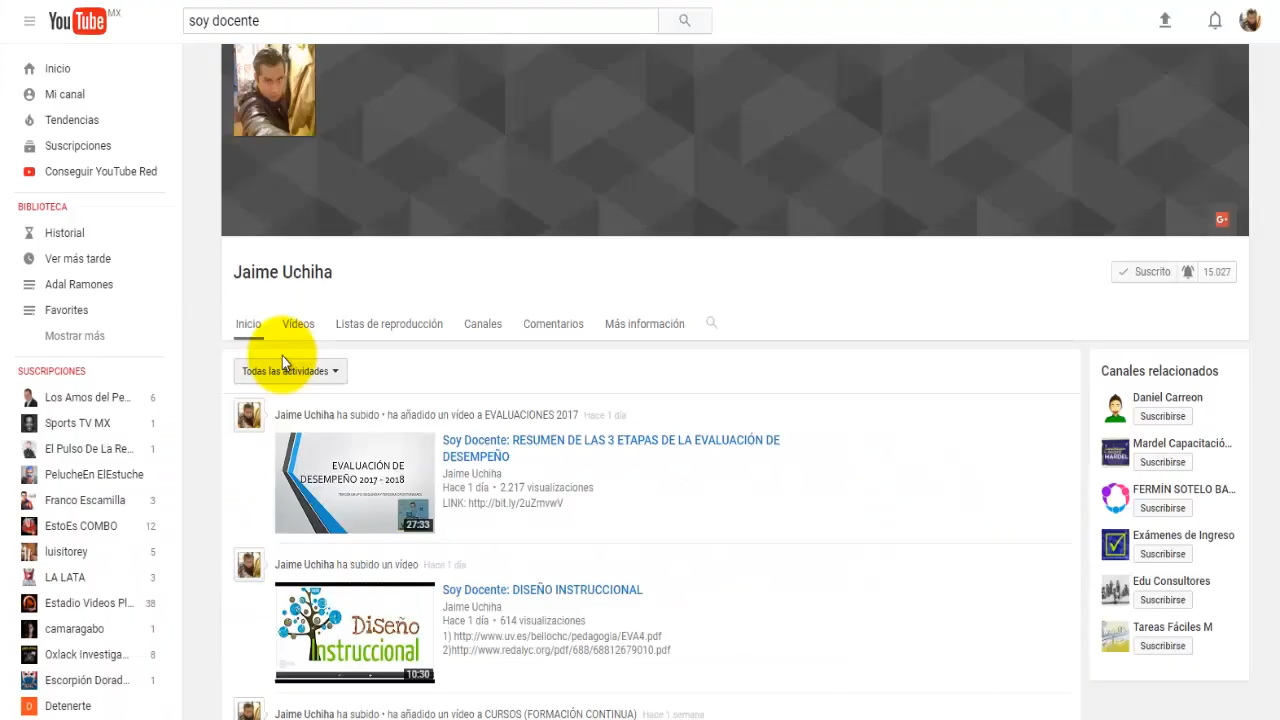 YouTube MX
soy docente
Inicio
Mi canal
Tendencias
Suscripciones
Conseguir YouTube Red
BIBLIOTECA
Historial
Ver más tarde
Adal Ramones
Favorites
Mostrar más
SUSCRIPCIONES
Los Amos del Pe... 6
Sports TV MX 1
El Pulso De La Re... 1
PelucheEn ElEstuche
Franco Escamilla 3
EstoEs COMBO 12
luisitorey 5
LA LATA 3
Estadio Videos Pl... 38
camaragabo 1
Oxlack Investiga... 8
Escorpión Dorad... 1
Detenerte
G+
Jaime Uchiha
Suscrito 15.027
Inicio Vídeos Listas de reproducción Canales Comentarios Más información
Todas las actividades
Jaime Uchiha ha subido • ha añadido un vídeo a EVALUACIONES 2017 Hace 1 día
EVALUACIÓN DE
DESEMPEÑO 2017 - 2018
27:33
Soy Docente: RESUMEN DE LAS 3 ETAPAS DE LA EVALUACIÓN DE
DESEMPEÑO
Jaime Uchiha
Hace 1 día • 2.217 visualizaciones
LINK: http://bit.ly/2uZmvwV
Jaime Uchiha ha subido un vídeo Hace 1 día
Diseño
Instruccional
10:30
Soy Docente: DISEÑO INSTRUCCIONAL
Jaime Uchiha
Hace 1 día • 614 visualizaciones
1) http://www.uv.es/bellochc/pedagogia/EVA4.pdf
2)http://www.redalyc.org/pdf/688/68812679010.pdf
Jaime Uchiha ha subido • ha añadido un vídeo a CURSOS (FORMACIÓN CONTINUA) Hace 1 semana
Canales relacionados
Daniel Carreon
Suscribirse
Mardel Capacitació...
Suscribirse
FERMÍN SOTELO BA...
Suscribirse
Exámenes de Ingreso
Suscribirse
Edu Consultores
Suscribirse
Tareas Fáciles M
Suscribirse